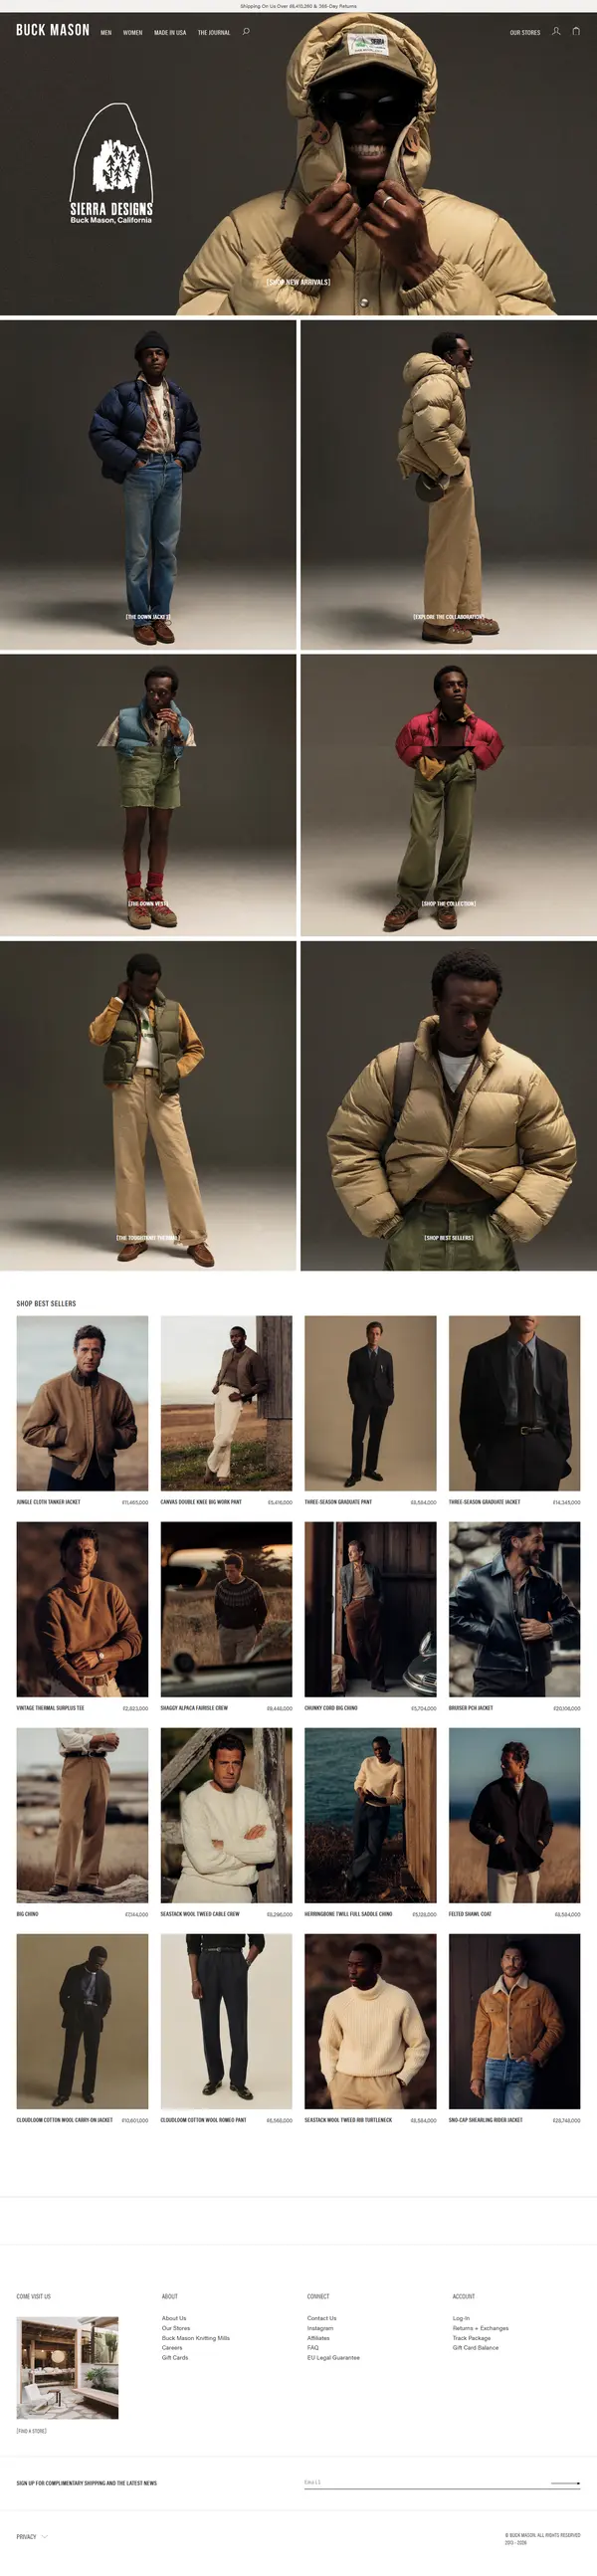 Shipping On Us Over ₫5,413,280 & 365-Day Returns
BUCK MASON
MEN
WOMEN
MADE IN USA
THE JOURNAL
OUR STORES
SIERRA
SIERRA DESIGNS
Buck Mason, California
[SHOP NEW ARRIVALS]
[THE DOWN JACKET]
[EXPLORE THE COLLABORATION]
[THE DOWN VEST]
[SHOP THE COLLECTION]
[THE TOUGHKNIT THERMAL]
[SHOP BEST SELLERS]
SHOP BEST SELLERS
JUNGLE CLOTH TANKER JACKET
CANVAS DOUBLE KNEE BIG WORK PANT
THREE-SEASON GRADUATE PANT
THREE-SEASON GRADUATE JACKET
VINTAGE THERMAL SURPLUS TEE
SHAGGY ALPACA FAIRISLE CREW
CHUNKY CORD BIG CHINO
BRUISER PCH JACKET
BIG CHINO
SEASTACK WOOL TWEED CABLE CREW
HERRINGBONE TWILL FULL SADDLE CHINO
FELTED SHAWL COAT
CLOUDLOOM COTTON WOOL CARRY-ON JACKET
CLOUDLOOM COTTON WOOL ROMEO PANT
SEASTACK WOOL TWEED RIB TURTLENECK
SNO-CAP SHEARLING RIDER JACKET
COME VISIT US
[FIND A STORE]
ABOUT
About Us
Our Stores
Buck Mason Knitting Mills
Careers
Gift Cards
CONNECT
Contact Us
Instagram
Affiliates
FAQ
EU Legal Guarantee
ACCOUNT
Log-in
Returns + Exchanges
Track Package
Gift Card Balance
SIGN UP FOR COMPLIMENTARY SHIPPING AND THE LATEST NEWS
PRIVACY
© BUCK MASON. ALL RIGHTS RESERVED